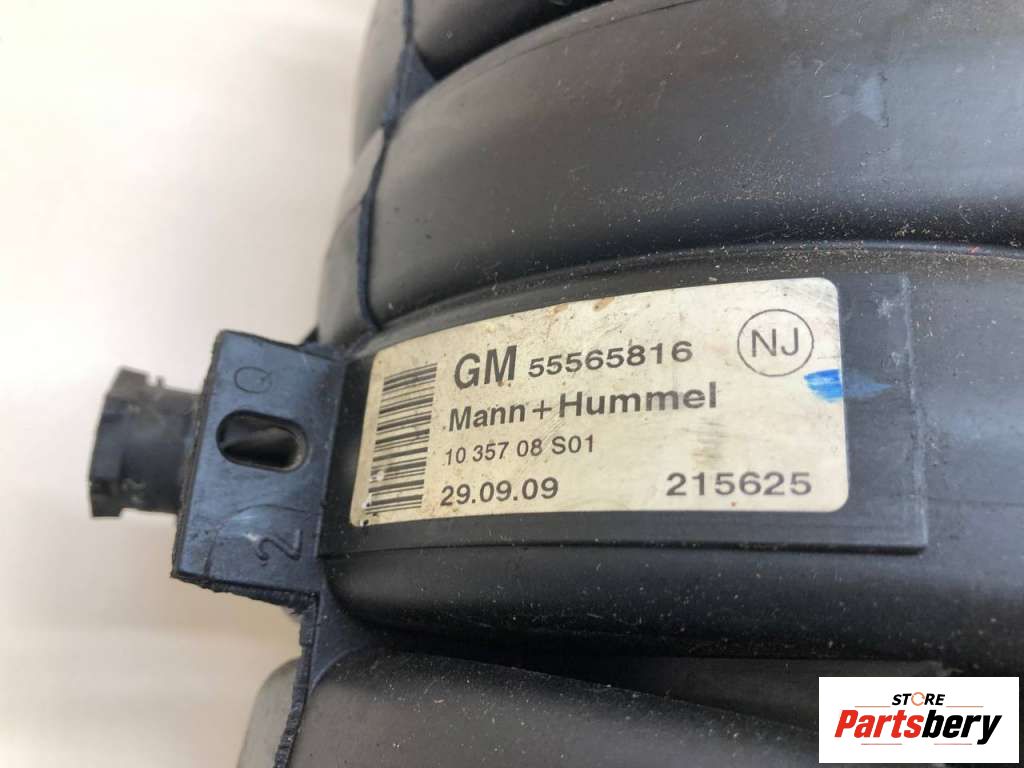 GM 55565816 NJ
Mann+Hummel
10 357 08 S01
29.09.09 215625
Q
2
STORE
Partsbery